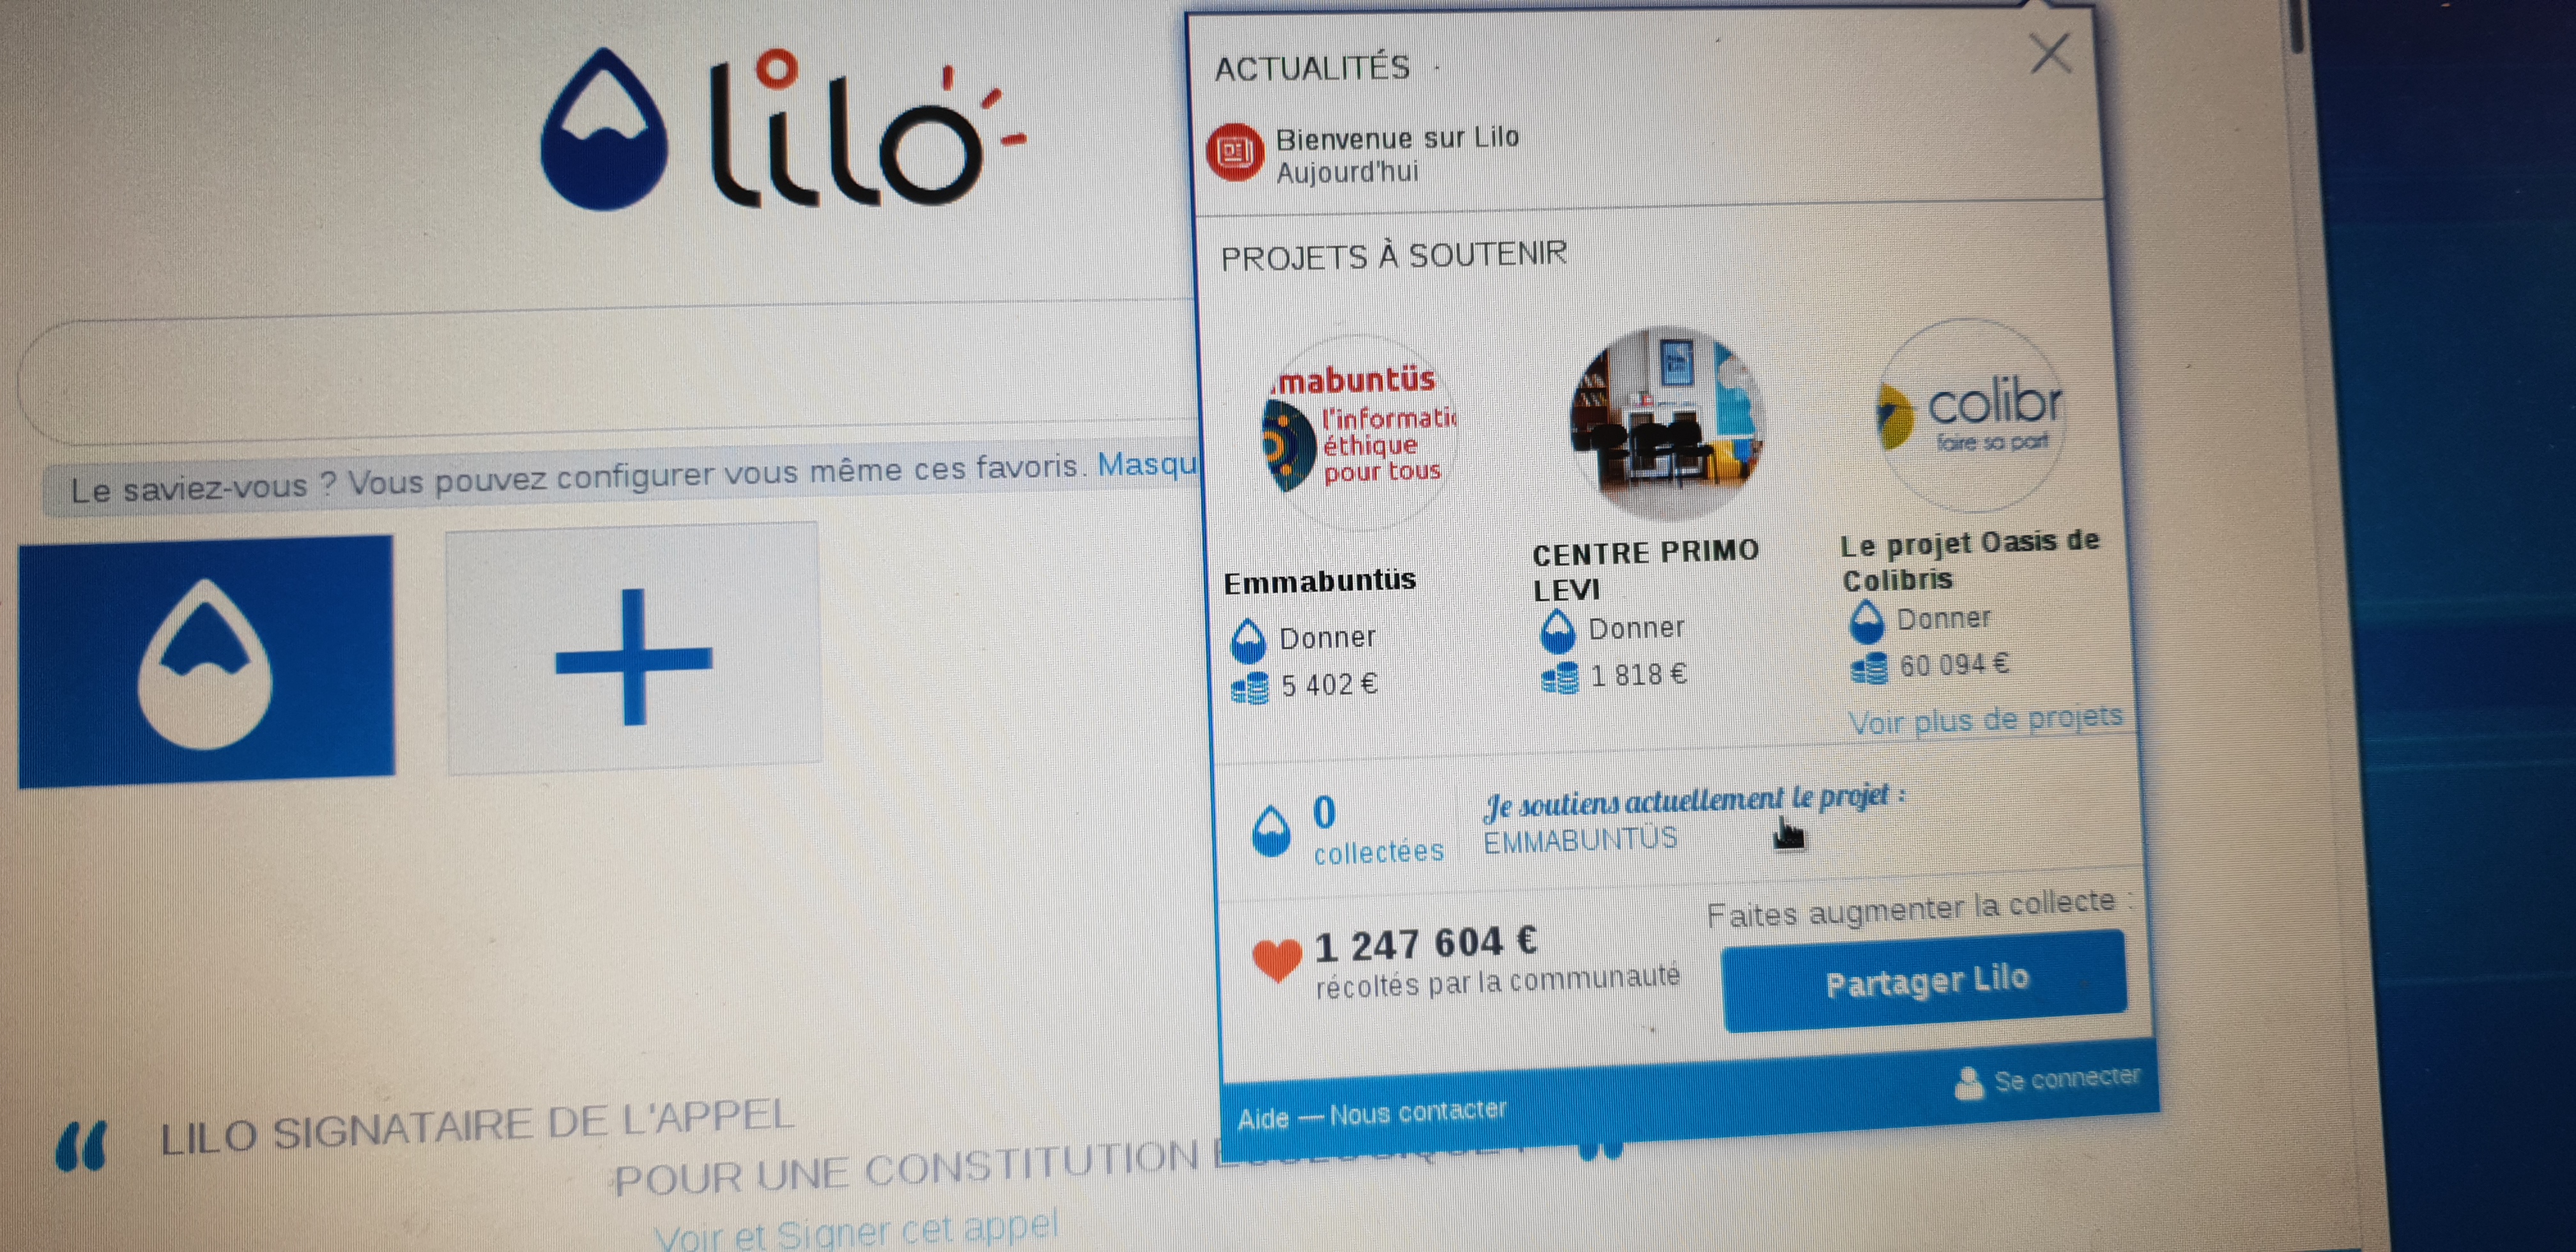 lilo
Le saviez-vous ? Vous pouvez configurer vous même ces favoris. Masqu
LILO SIGNATAIRE DE L'APPEL
POUR UNE CONSTITUTION
Voir et Signer cet appel
ACTUALITÉS
Bienvenue sur Lilo
Aujourd'hui
PROJETS À SOUTENIR
mabuntüs
l'informatic
éthique
pour tous
colibr
faire sa part
Emmabuntüs
Donner
5 402 €
CENTRE PRIMO
LEVI
Donner
1 818 €
Le projet Oasis de
Colibris
Donner
60 094 €
Voir plus de projets
0
collectées
Je soutiens actuellement le projet :
EMMABUNTÜS
1 247 604 €
récoltés par la communauté
Faites augmenter la collecte :
Partager Lilo
Aide — Nous contacter
Se connecter